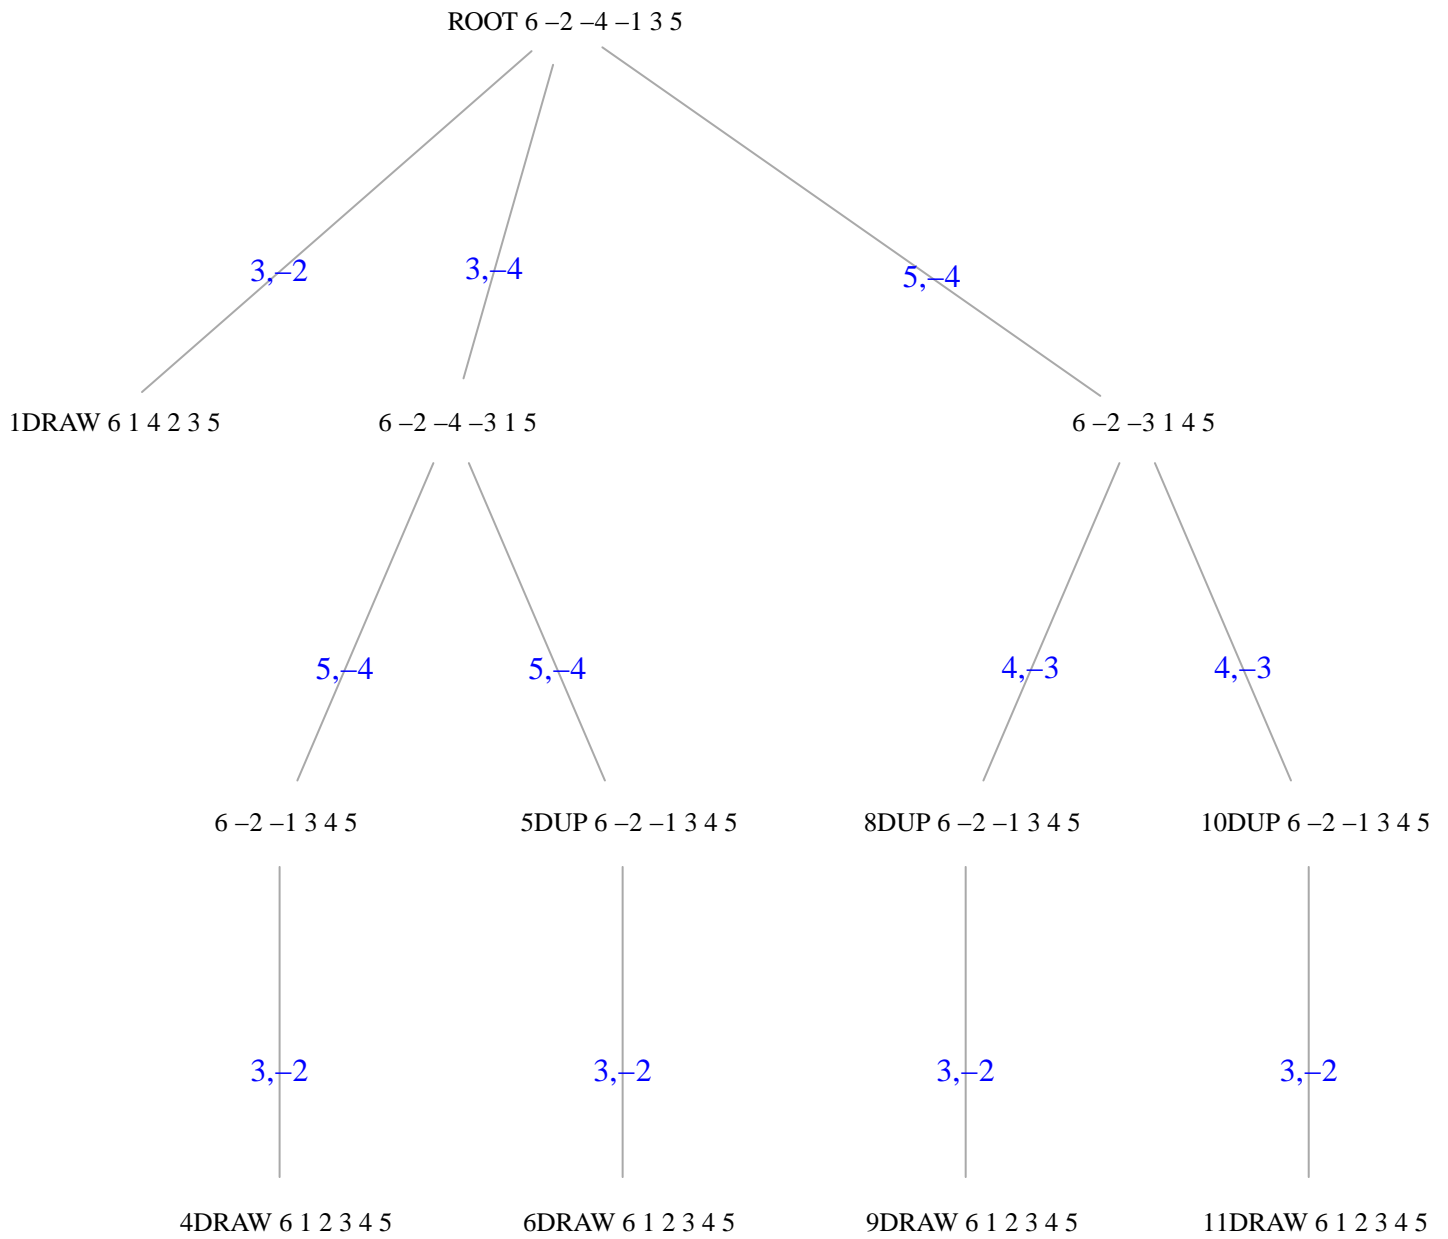 ROOT 6 –2 –4 –1 3 5
3,–2
3,–4
5,–4
1DRAW 6 1 4 2 3 5
6 –2 –4 –3 1 5
6 –2 –3 1 4 5
5,–4
5,–4
4,–3
4,–3
6 –2 –1 3 4 5
5DUP 6 –2 –1 3 4 5
8DUP 6 –2 –1 3 4 5
10DUP 6 –2 –1 3 4 5
3,–2
3,–2
3,–2
3,–2
4DRAW 6 1 2 3 4 5
6DRAW 6 1 2 3 4 5
9DRAW 6 1 2 3 4 5
11DRAW 6 1 2 3 4 5